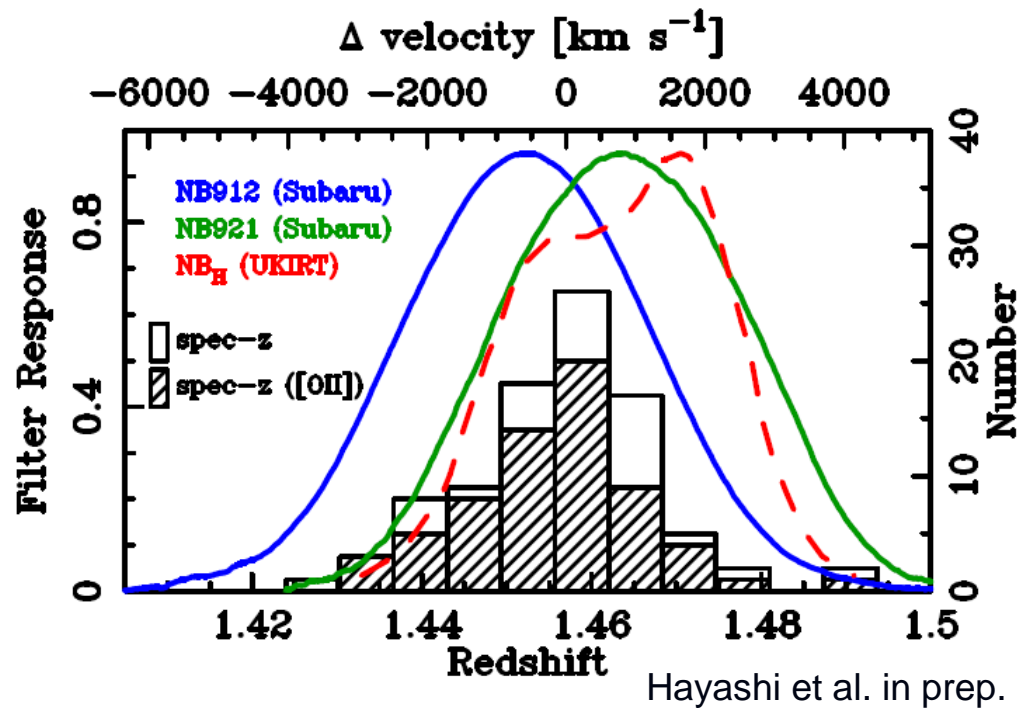 Δ velocity [km s⁻¹]
−6000 −4000 −2000 0 2000 4000
NB912 (Subaru)
NB921 (Subaru)
NB_H (UKIRT)
spec-z
spec-z ([OII])
Filter Response
0 0.4 0.8
Number
0 10 20 30 40
1.42 1.44 1.46 1.48 1.5
Redshift
Hayashi et al. in prep.